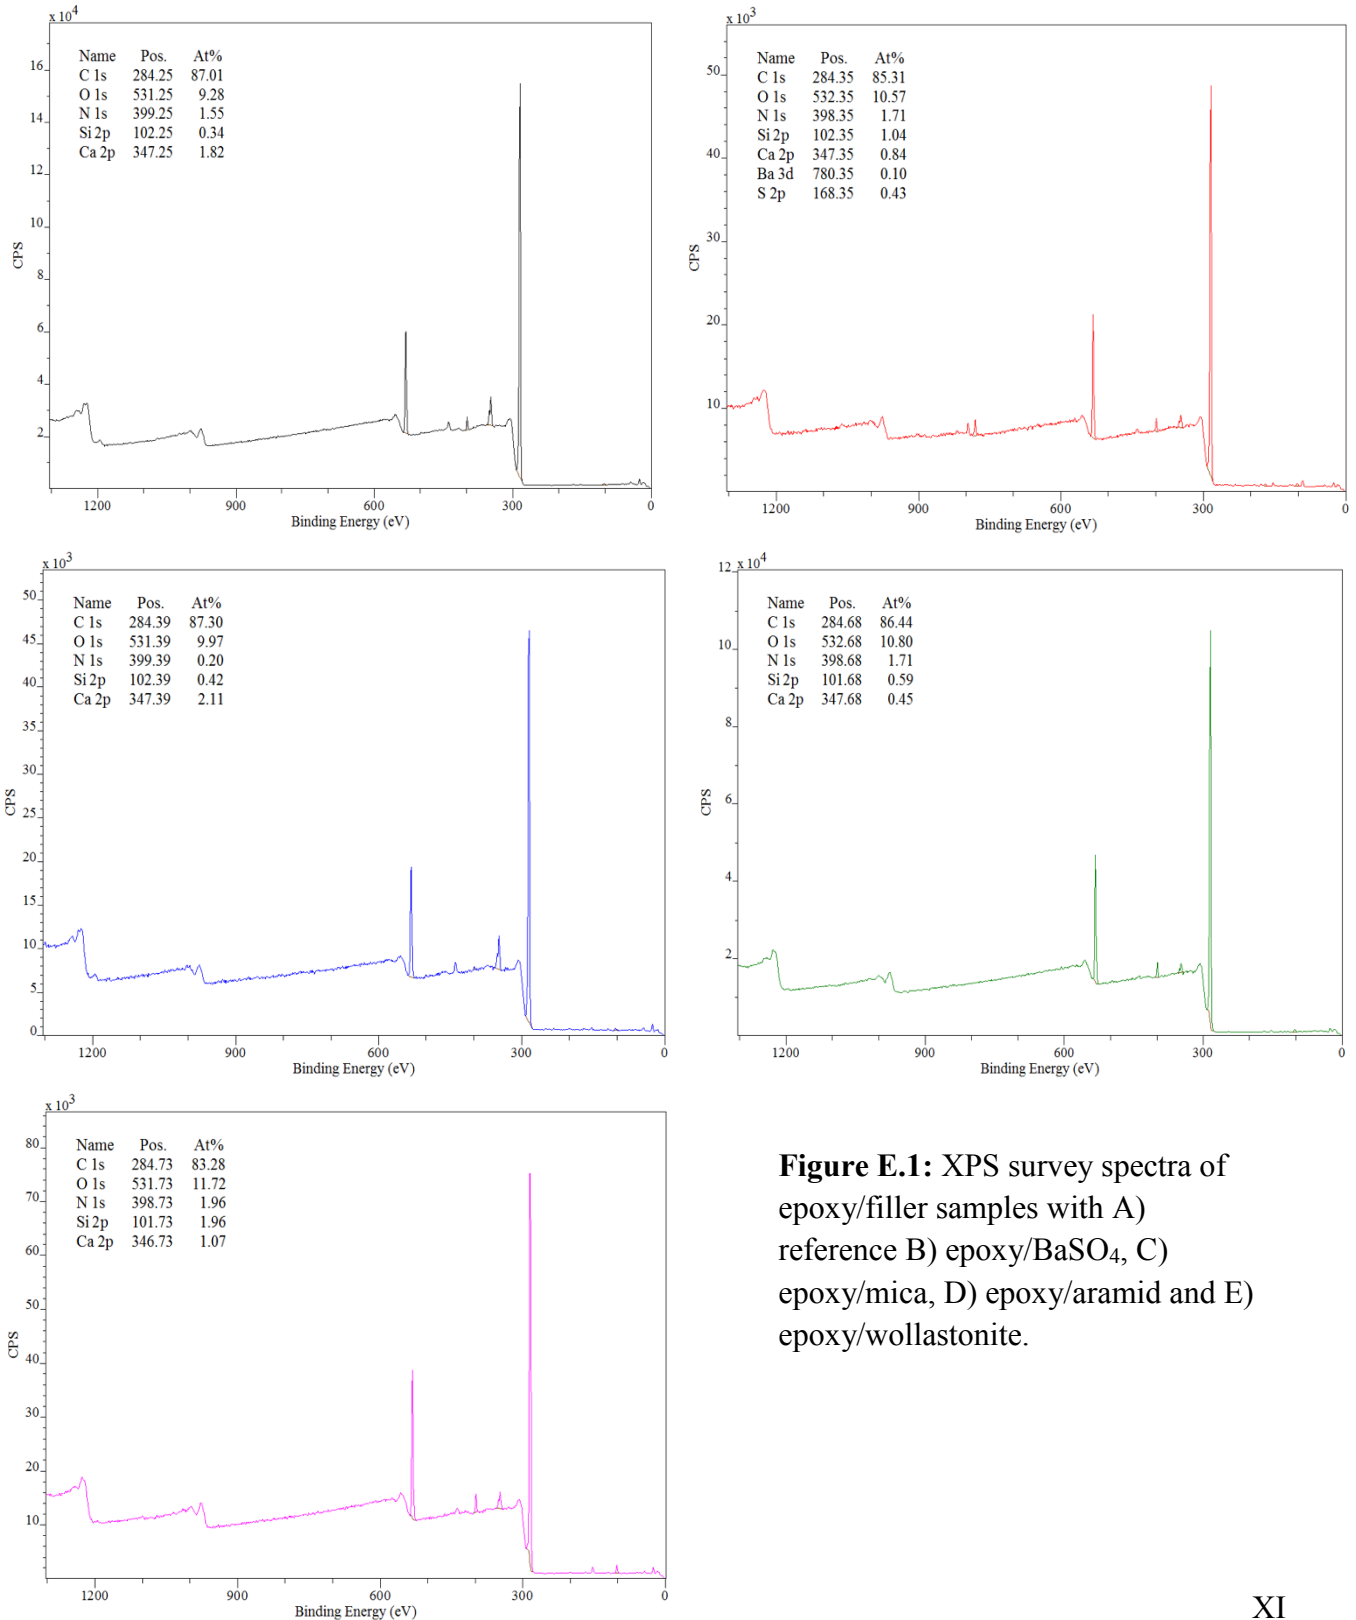 x 10⁴
Name Pos. At%
C 1s 284.25 87.01
O 1s 531.25 9.28
N 1s 399.25 1.55
Si 2p 102.25 0.34
Ca 2p 347.25 1.82
16
14
12
10
8
6
4
2
CPS
1200 900 600 300 0
Binding Energy (eV)
x 10³
Name Pos. At%
C 1s 284.35 85.31
O 1s 532.35 10.57
N 1s 398.35 1.71
Si 2p 102.35 1.04
Ca 2p 347.35 0.84
Ba 3d 780.35 0.10
S 2p 168.35 0.43
50
40
30
20
10
CPS
1200 900 600 300 0
Binding Energy (eV)
x 10³
Name Pos. At%
C 1s 284.39 87.30
O 1s 531.39 9.97
N 1s 399.39 0.20
Si 2p 102.39 0.42
Ca 2p 347.39 2.11
50
45
40
35
30
25
20
15
10
5
0
CPS
1200 900 600 300 0
Binding Energy (eV)
12 x 10⁴
Name Pos. At%
C 1s 284.68 86.44
O 1s 532.68 10.80
N 1s 398.68 1.71
Si 2p 101.68 0.59
Ca 2p 347.68 0.45
10
8
6
4
2
CPS
1200 900 600 300 0
Binding Energy (eV)
x 10³
Name Pos. At%
C 1s 284.73 83.28
O 1s 531.73 11.72
N 1s 398.73 1.96
Si 2p 101.73 1.96
Ca 2p 346.73 1.07
80
70
60
50
40
30
20
10
CPS
1200 900 600 300 0
Binding Energy (eV)
Figure E.1: XPS survey spectra of
epoxy/filler samples with A)
reference B) epoxy/BaSO₄, C)
epoxy/mica, D) epoxy/aramid and E)
epoxy/wollastonite.
XI